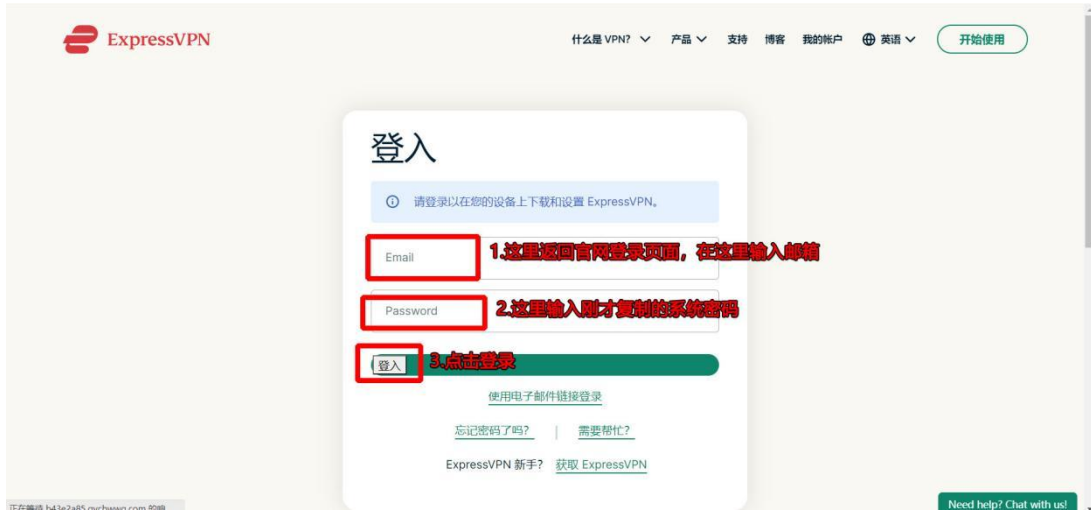 ExpressVPN
什么是 VPN? 产品 支持 博客 我的帐户 英语 开始使用
登入
请登录以在您的设备上下载和设置 ExpressVPN。
Email 1.这里返回官网登录页面，在这里输入邮箱
Password 2.这里输入刚才复制的系统密码
登入 3.点击登录
使用电子邮件链接登录
忘记密码了吗? | 需要帮忙?
ExpressVPN 新手? 获取 ExpressVPN
Need help? Chat with us!